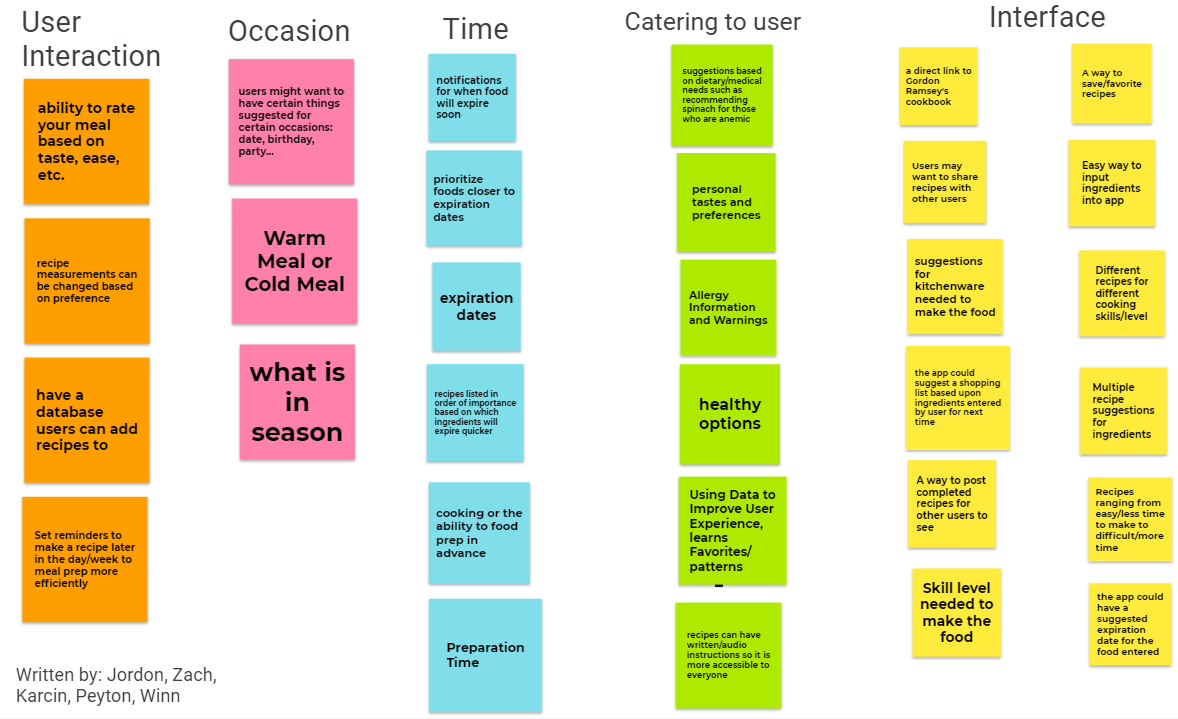 User
Interaction
ability to rate
your meal
based on
taste, ease,
etc.
recipe
measurements can
be changed based
on preference
have a
database
users can add
recipes to
Set reminders to
make a recipe later
in the day/week to
meal prep more
efficiently
Occasion
users might want to
have certain things
suggested for
certain occasions:
date, birthday,
party...
Warm
Meal or
Cold Meal
what is
in
season
Time
notifications
for when food
will expire
soon
prioritize
foods closer to
expiration
dates
expiration
dates
recipes listed in
order of importance
based on which
ingredients will
expire quicker
cooking or the
ability to food
prep in
advance
Preparation
Time
Catering to user
suggestions based
on dietary/medical
needs such as
recommending
spinach for those
who are anemic
personal
tastes and
preferences
Allergy
Information
and Warnings
healthy
options
Using Data to
Improve User
Experience,
learns
Favorites/
patterns
-
recipes can have
written/audio
instructions so it is
more accessible to
everyone
Interface
a direct link to
Gordon
Ramsey's
cookbook
Users may
want to share
recipes with
other users
suggestions
for
kitchenware
needed to
make the food
the app could
suggest a shopping
list based upon
ingredients entered
by user for next
time
A way to post
completed
recipes for
other users to
see
Skill level
needed to
make the
food
A way to
save/favorite
recipes
Easy way to
input
ingredients
into app
Different
recipes for
different
cooking
skills/level
Multiple
recipe
suggestions
for
ingredients
Recipes
ranging from
easy/less time
to make to
difficult/more
time
the app could
have a
suggested
expiration
date for the
food entered
Written by: Jordon, Zach,
Karcin, Peyton, Winn